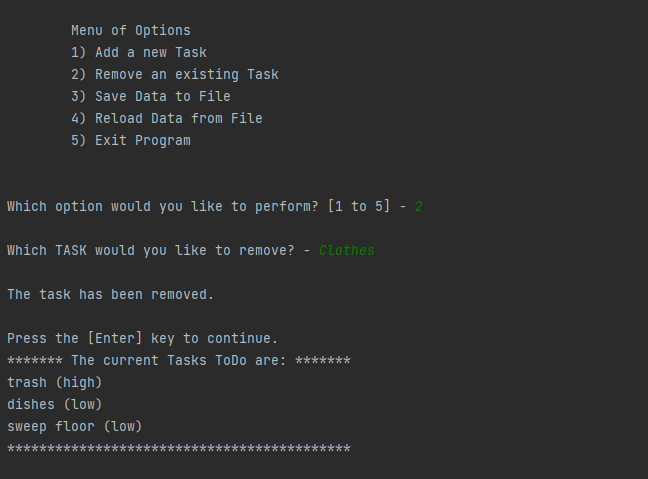 Menu of Options
1) Add a new Task
2) Remove an existing Task
3) Save Data to File
4) Reload Data from File
5) Exit Program
Which option would you like to perform? [1 to 5] - 2
Which TASK would you like to remove? - Clothes
The task has been removed.
Press the [Enter] key to continue.
******* The current Tasks ToDo are: *******
trash (high)
dishes (low)
sweep floor (low)
*******************************************